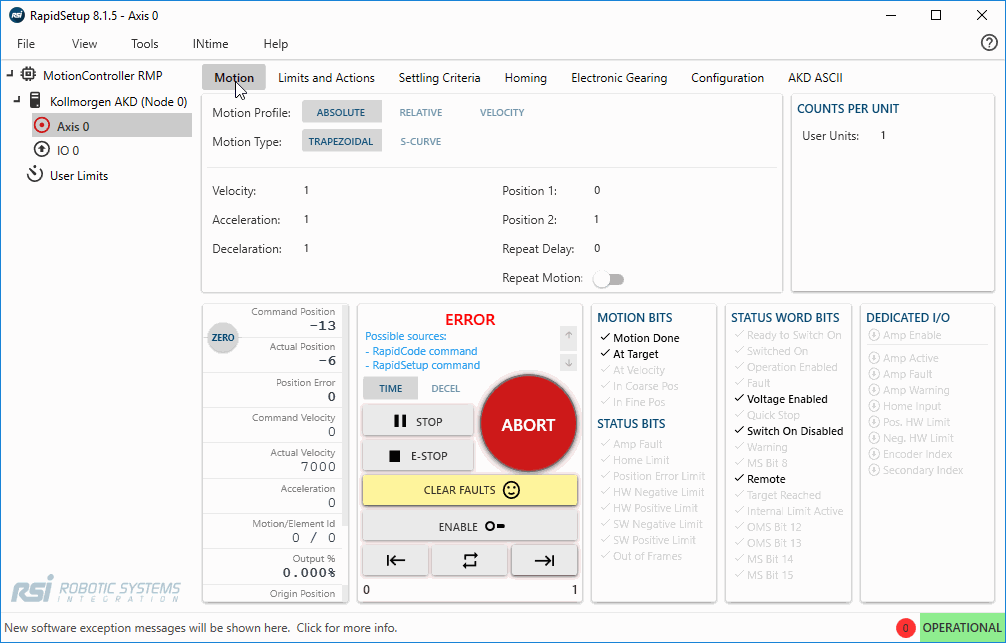 RSI RapidSetup 8.1.5 - Axis 0
File View Tools INtime Help
MotionController RMP
Kollmorgen AKD (Node 0)
Axis 0
IO 0
User Limits
Motion Limits and Actions Settling Criteria Homing Electronic Gearing Configuration AKD ASCII
Motion Profile: ABSOLUTE RELATIVE VELOCITY
Motion Type: TRAPEZOIDAL S-CURVE
Velocity: 1
Acceleration: 1
Decelaration: 1
Position 1: 0
Position 2: 1
Repeat Delay: 0
Repeat Motion:
COUNTS PER UNIT
User Units: 1
ZERO
Command Position
-13
Actual Position
-6
Position Error
0
Command Velocity
0
Actual Velocity
7000
Acceleration
0
Motion/Element Id
0 / 0
Output %
0.000%
Origin Position
ERROR
Possible sources:
- RapidCode command
- RapidSetup command
TIME DECEL
STOP
E-STOP
ABORT
CLEAR FAULTS
ENABLE
0 1
MOTION BITS
Motion Done
At Target
At Velocity
In Coarse Pos
In Fine Pos
STATUS BITS
Amp Fault
Home Limit
Position Error Limit
HW Negative Limit
HW Positive Limit
SW Negative Limit
SW Positive Limit
Out of Frames
STATUS WORD BITS
Ready to Switch On
Switched On
Operation Enabled
Fault
Voltage Enabled
Quick Stop
Switch On Disabled
Warning
MS Bit 8
Remote
Target Reached
Internal Limit Active
OMS Bit 12
OMS Bit 13
MS Bit 14
MS Bit 15
DEDICATED I/O
Amp Enable
Amp Active
Amp Fault
Amp Warning
Home Input
Pos. HW Limit
Neg. HW Limit
Encoder Index
Secondary Index
RSI ROBOTIC SYSTEMS
INTEGRATION
New software exception messages will be shown here. Click for more info.
0 OPERATIONAL